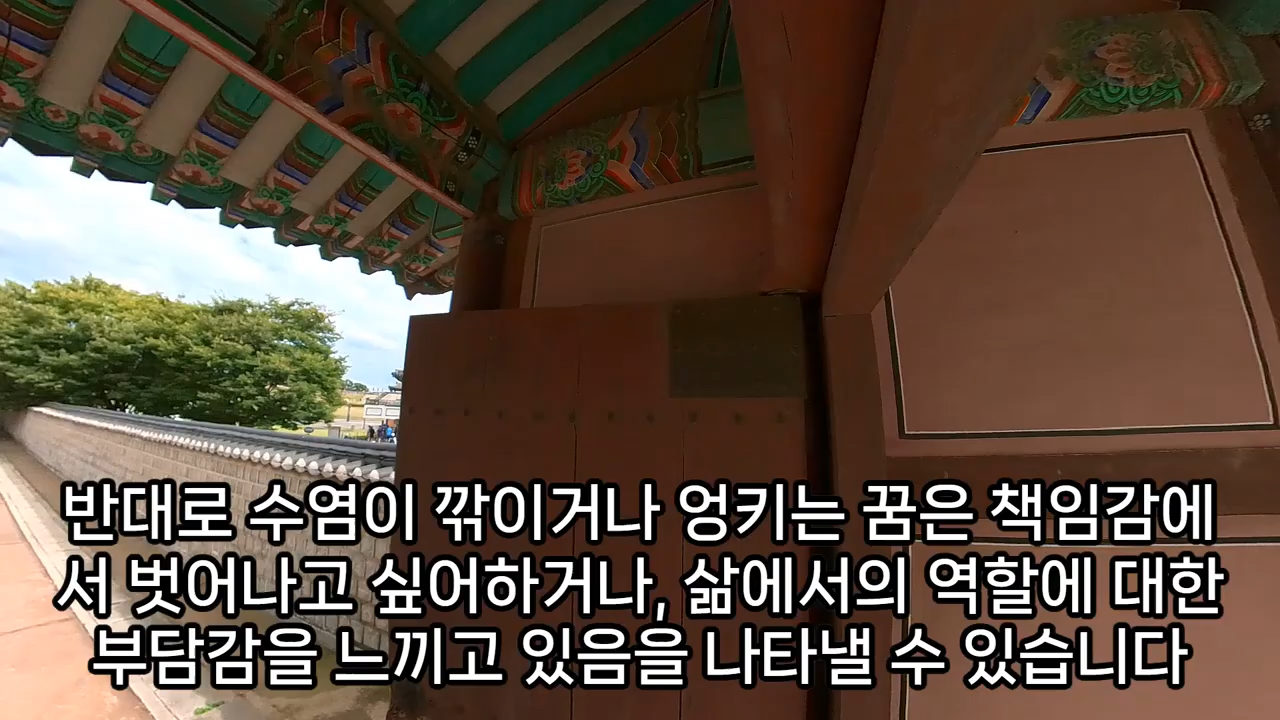 반대로 수염이 깎이거나 엉키는 꿈은 책임감에
서 벗어나고 싶어하거나, 삶에서의 역할에 대한
부담감을 느끼고 있음을 나타낼 수 있습니다